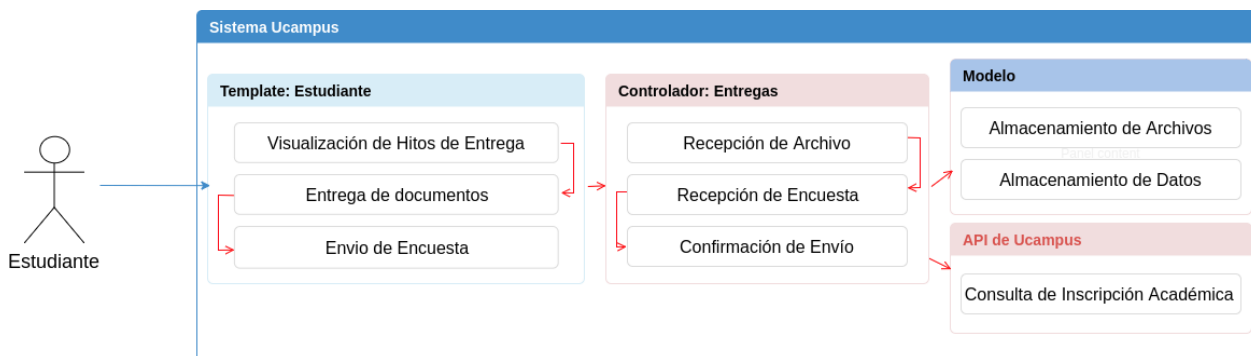 Sistema Ucampus
Template: Estudiante
Visualización de Hitos de Entrega
Entrega de documentos
Envio de Encuesta
Estudiante
Controlador: Entregas
Recepción de Archivo
Recepción de Encuesta
Confirmación de Envío
Modelo
Almacenamiento de Archivos
Panel content
Almacenamiento de Datos
API de Ucampus
Consulta de Inscripción Académica